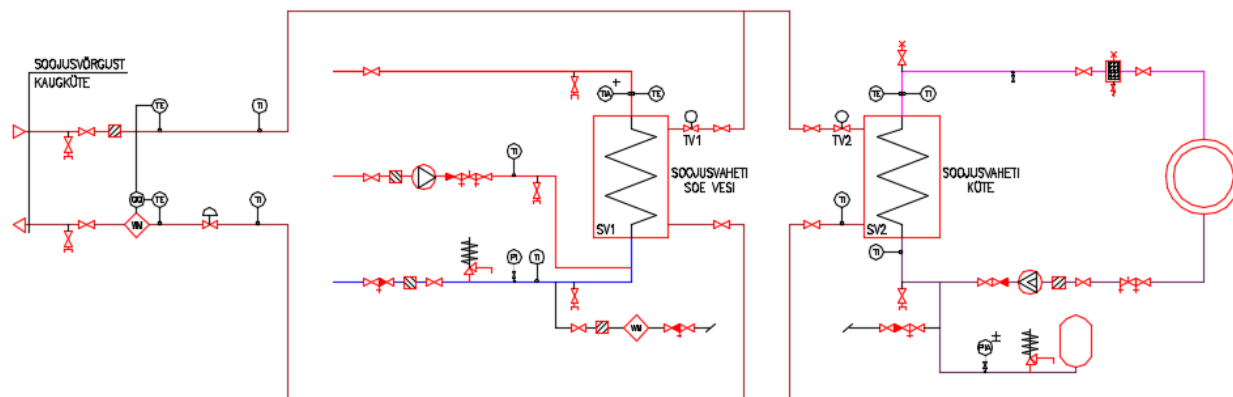 SOOJUSVÕRGUST
KAUGKÜTE
TE
TI
QIQ
TE
TI
WM
TI
PI
TI
WM
TIA
+
TE
TV1
SOOJUSVAHETI
SOE VESI
SV1
TV2
TE
TI
TI
SOOJUSVAHETI
KÜTE
SV2
TI
PIA
±